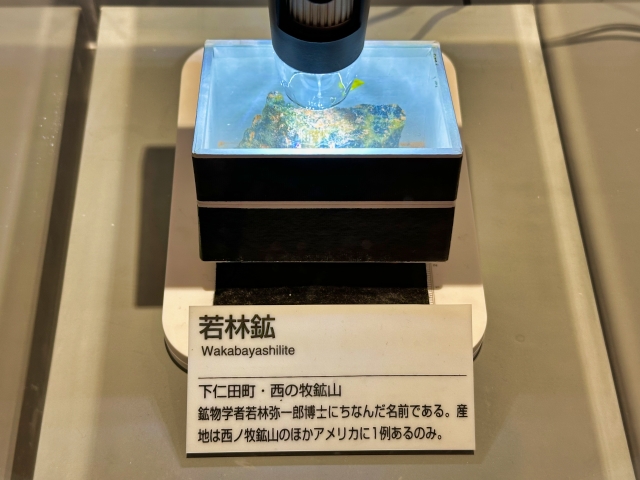 若林鉱
Wakabayashilite
下仁田町・西の牧鉱山
鉱物学者若林弥一郎博士にちなんだ名前である。産
地は西ノ牧鉱山のほかアメリカに1例あるのみ。